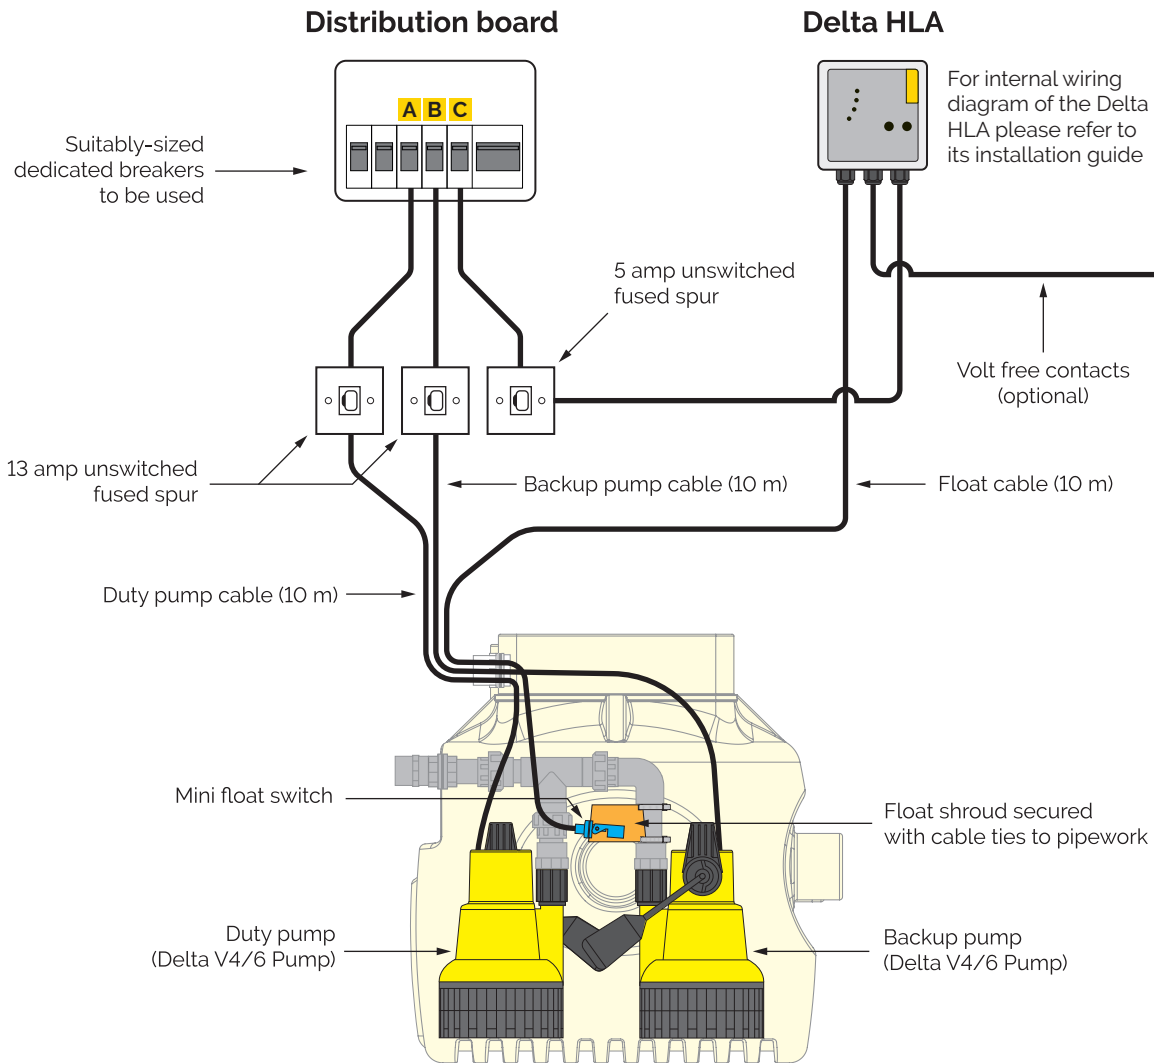 Distribution board
Delta HLA
A B C
Suitably-sized
dedicated breakers
to be used
For internal wiring
diagram of the Delta
HLA please refer to
its installation guide
5 amp unswitched
fused spur
Volt free contacts
(optional)
13 amp unswitched
fused spur
Backup pump cable (10 m)
Float cable (10 m)
Duty pump cable (10 m)
Mini float switch
Float shroud secured
with cable ties to pipework
Duty pump
(Delta V4/6 Pump)
Backup pump
(Delta V4/6 Pump)